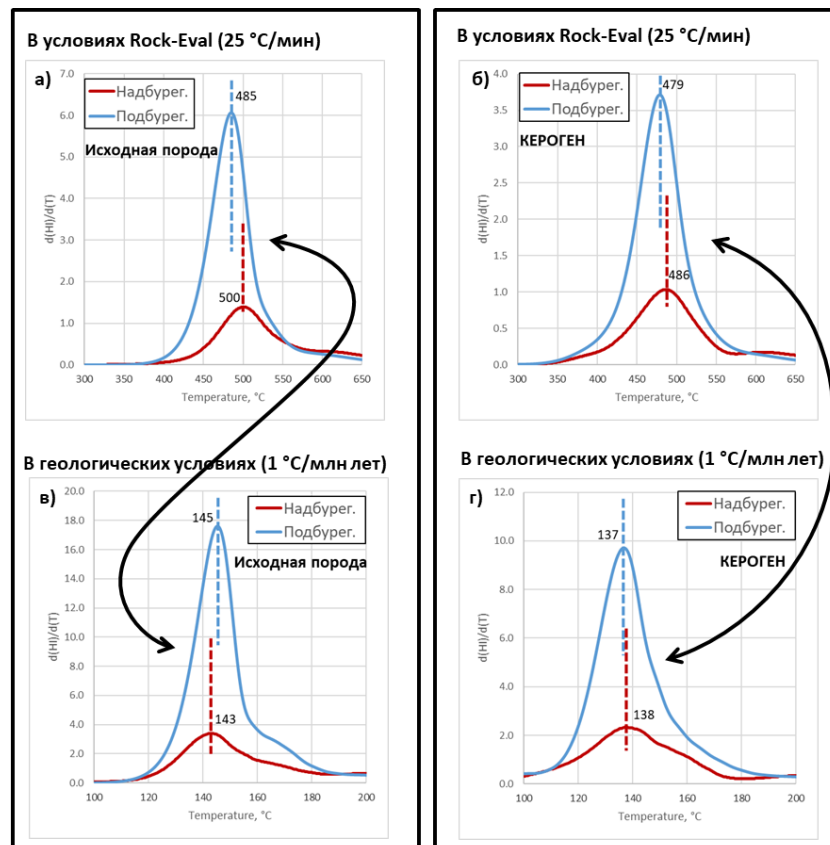 В условиях Rock-Eval (25 °С/мин)
а)
Надбурег.
Подбурег.
Исходная порода
485
500
d(HI)/d(T)
7.0
6.0
5.0
4.0
3.0
2.0
1.0
0.0
300 350 400 450 500 550 600 650
Temperature, °C
В условиях Rock-Eval (25 °С/мин)
б)
Надбурег.
Подбурег.
КЕРОГЕН
479
486
d(HI)/d(T)
4.0
3.5
3.0
2.5
2.0
1.5
1.0
0.5
0.0
300 350 400 450 500 550 600 650
Temperature, °C
В геологических условиях (1 °С/млн лет)
в)
Надбурег.
Подбурег.
Исходная порода
145
143
d(HI)/d(T)
20.0
18.0
16.0
14.0
12.0
10.0
8.0
6.0
4.0
2.0
0.0
100 120 140 160 180 200
Temperature, °C
В геологических условиях (1 °С/млн лет)
г)
Надбурег.
Подбурег.
КЕРОГЕН
137
138
d(HI)/d(T)
12.0
10.0
8.0
6.0
4.0
2.0
0.0
100 120 140 160 180 200
Temperature, °C